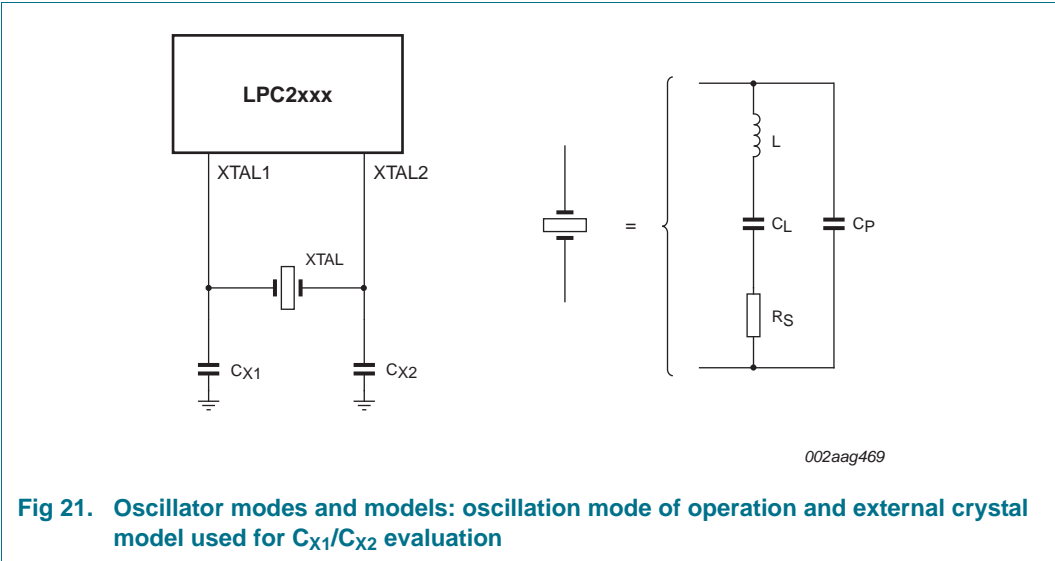 LPC2xxx
XTAL1
XTAL2
XTAL
CX1
CX2
=
L
CL
CP
RS
002aag469
Fig 21. Oscillator modes and models: oscillation mode of operation and external crystal
model used for CX1/CX2 evaluation